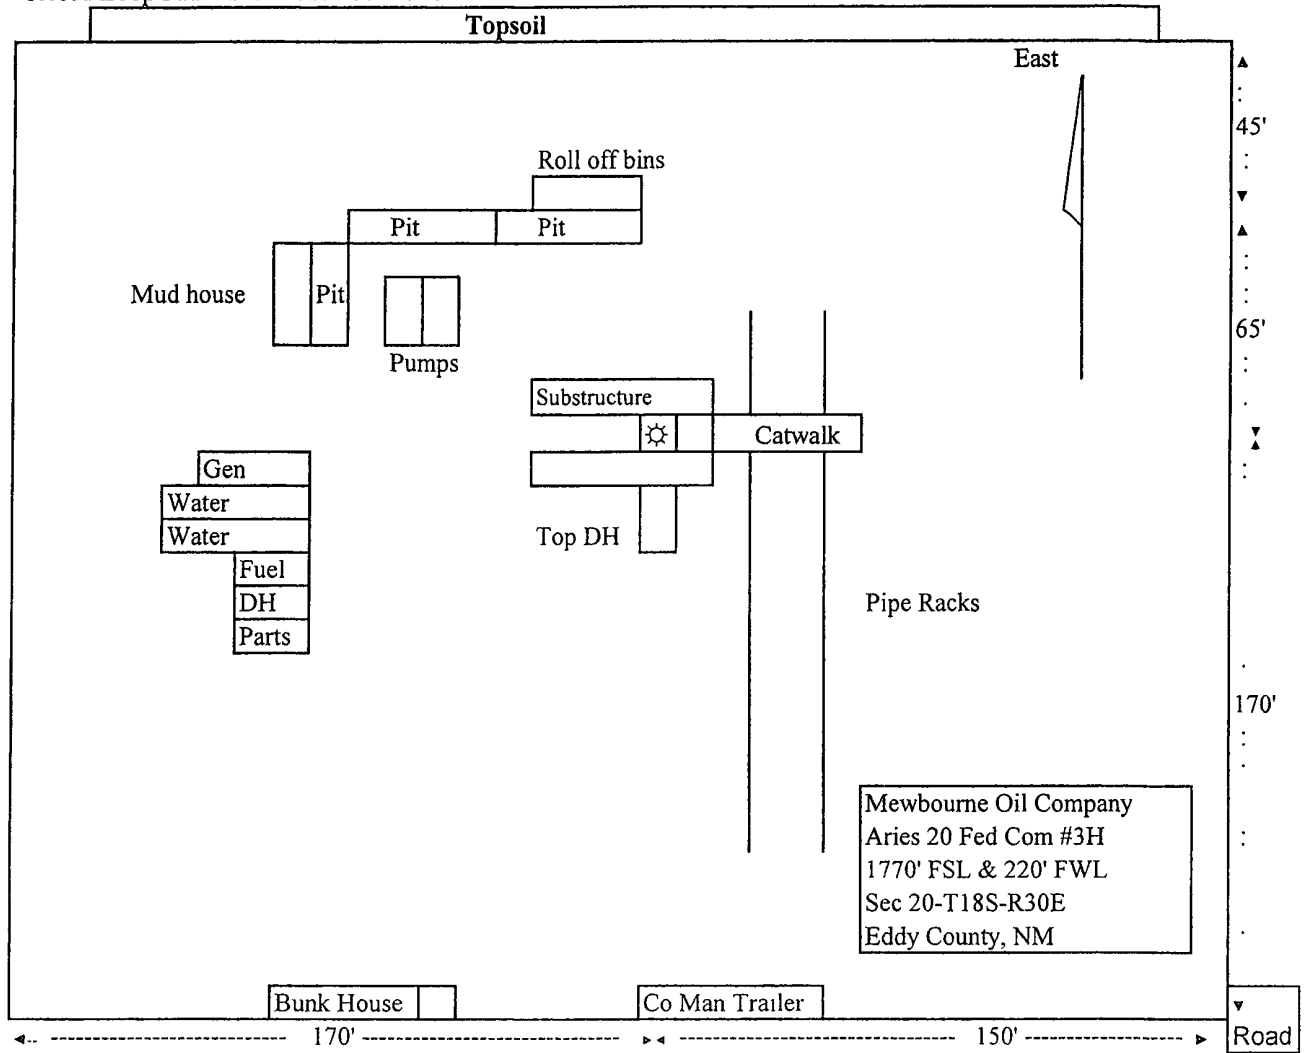 Topsoil
East
45'
Roll off bins
Pit
Pit
Mud house
Pit
65'
Pumps
Substructure
Catwalk
Gen
Water
Water
Top DH
Fuel
DH
Pipe Racks
Parts
170'
Mewbourne Oil Company
Aries 20 Fed Com #3H
1770' FSL & 220' FWL
Sec 20-T18S-R30E
Eddy County, NM
Bunk House
Co Man Trailer
170'
150'
Road